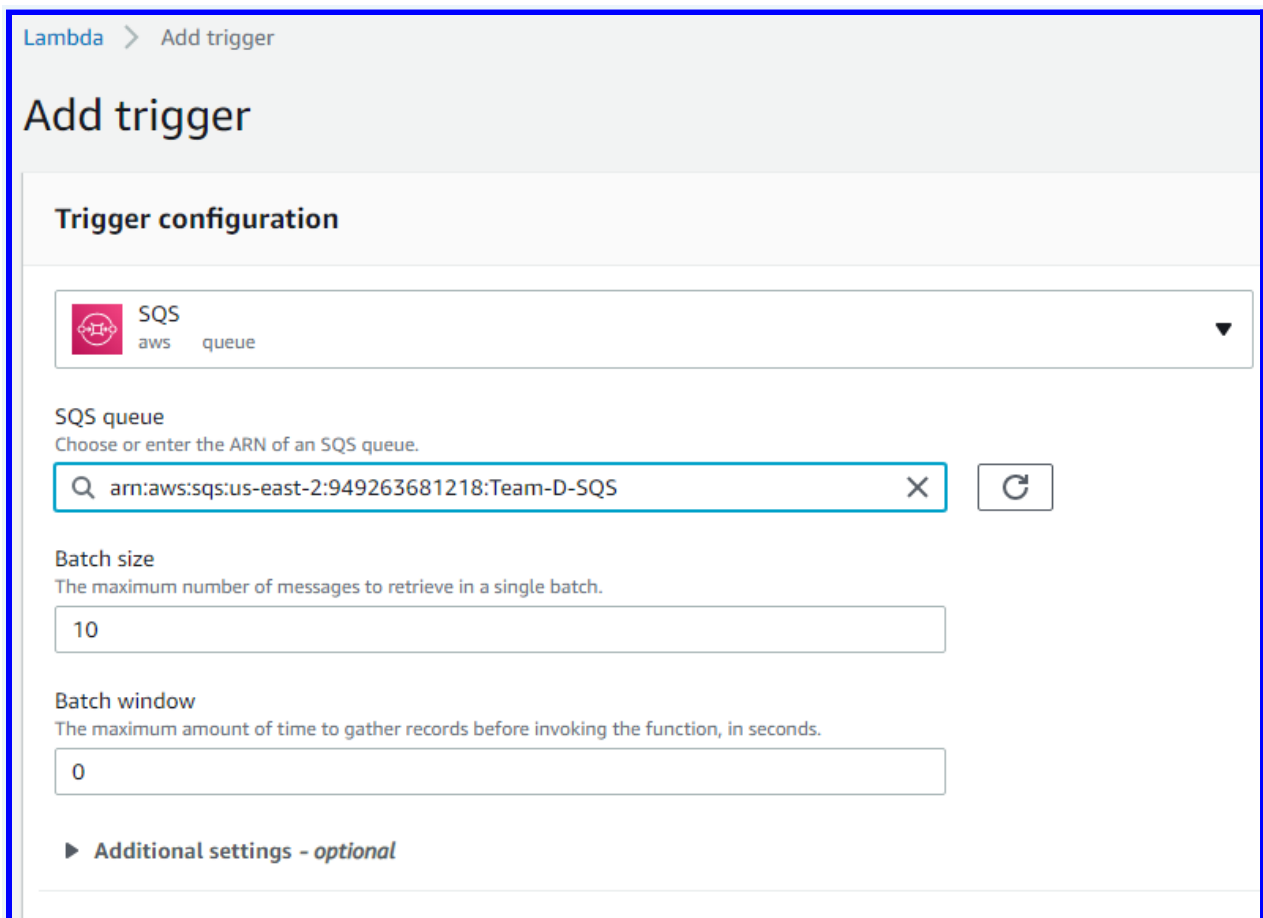 Lambda > Add trigger
Add trigger
Trigger configuration
SQS
aws queue
SQS queue
Choose or enter the ARN of an SQS queue.
arn:aws:sqs:us-east-2:949263681218:Team-D-SQS
Batch size
The maximum number of messages to retrieve in a single batch.
10
Batch window
The maximum amount of time to gather records before invoking the function, in seconds.
0
Additional settings - optional